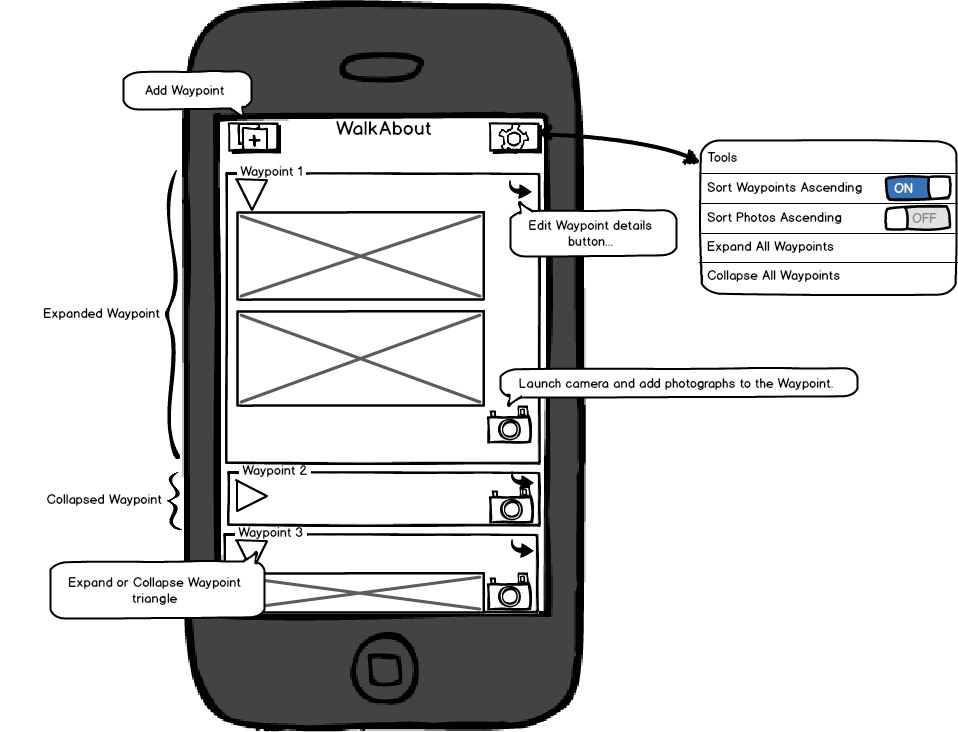 Add Waypoint
WalkAbout
Tools
Sort Waypoints Ascending
ON
Sort Photos Ascending
OFF
Expand All Waypoints
Collapse All Waypoints
Waypoint 1
Edit Waypoint details
button...
Expanded Waypoint
Launch camera and add photographs to the Waypoint.
Waypoint 2
Collapsed Waypoint
Waypoint 3
Expand or Collapse Waypoint
triangle